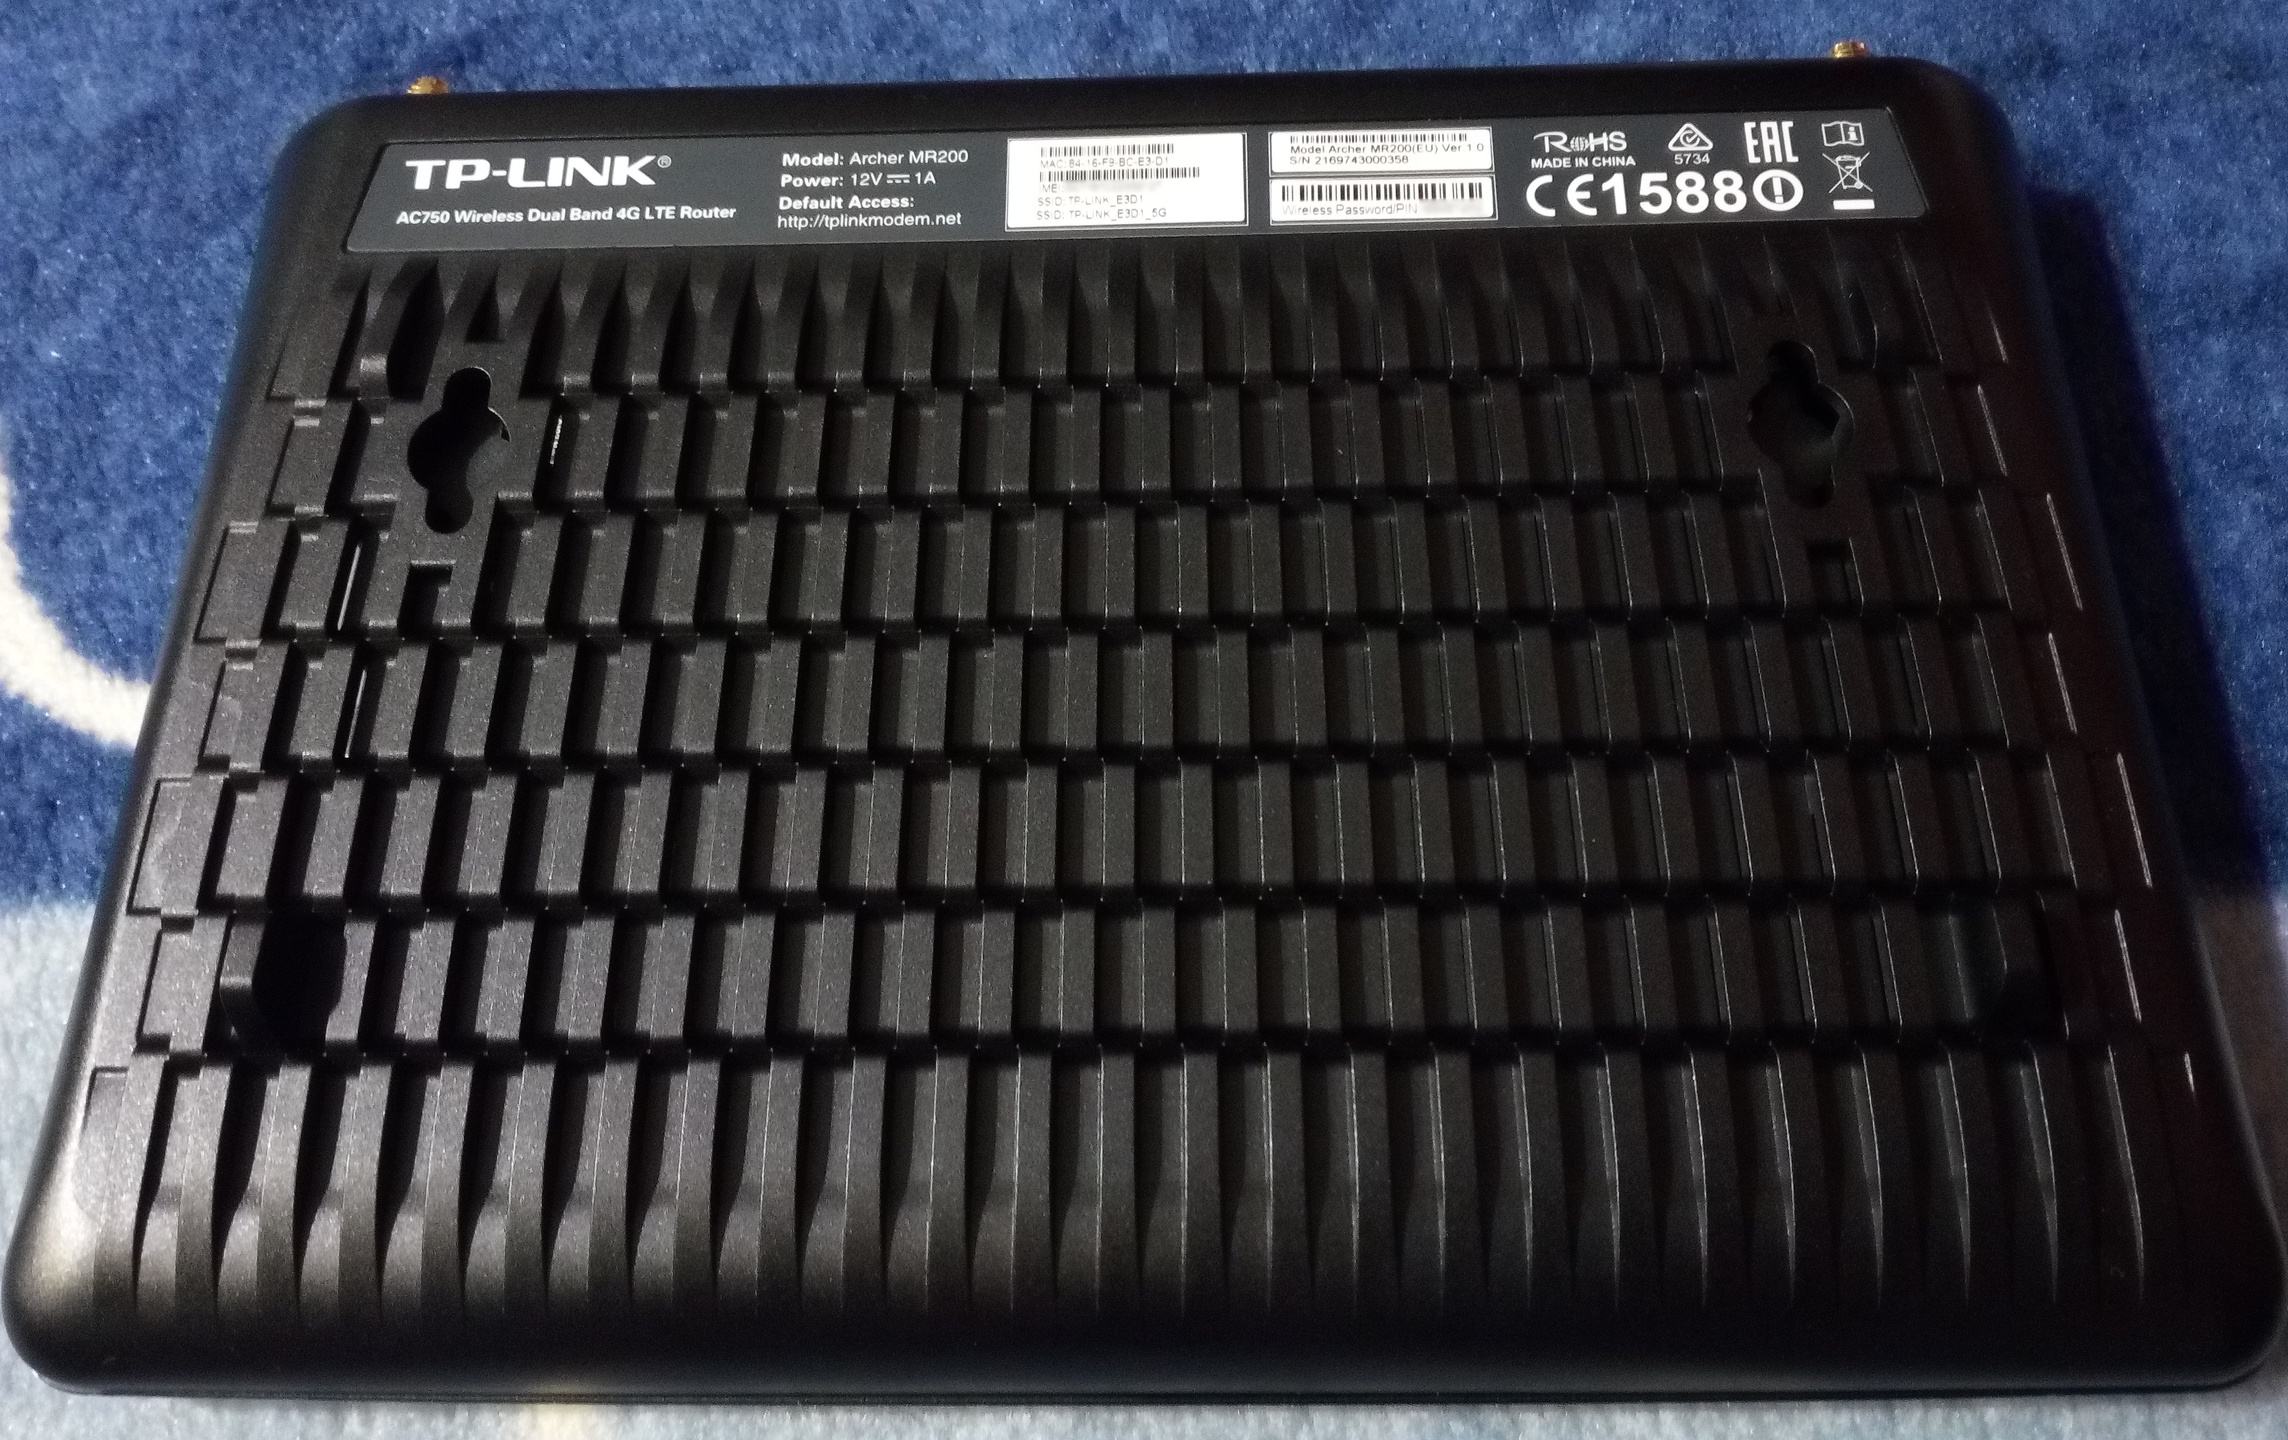 TP-LINK®
AC750 Wireless Dual Band 4G LTE Router
Model: Archer MR200
Power: 12V⎓1A
Default Access:
http://tplinkmodem.net
MAC: 84-16-F9-BC-E3-D1
IMEI:
SSID: TP-LINK_E3D1
SSID: TP-LINK_E3D1_5G
Model Archer MR200(EU) Ver 1.0
S/N 2169743000358
Wireless Password/PIN
RoHS
MADE IN CHINA
5734
EAC
CE1588